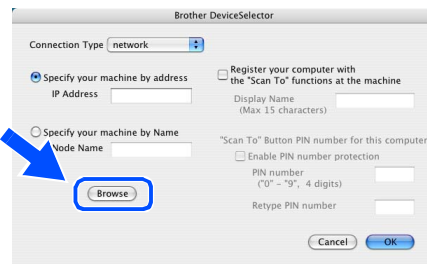 Brother DeviceSelector
Connection Type network
Specify your machine by address
IP Address
Specify your machine by Name
Node Name
Browse
Register your computer with
the "Scan To" functions at the machine
Display Name
(Max 15 characters)
"Scan To" Button PIN number for this computer
Enable PIN number protection
PIN number
("0" - "9", 4 digits)
Retype PIN number
Cancel OK